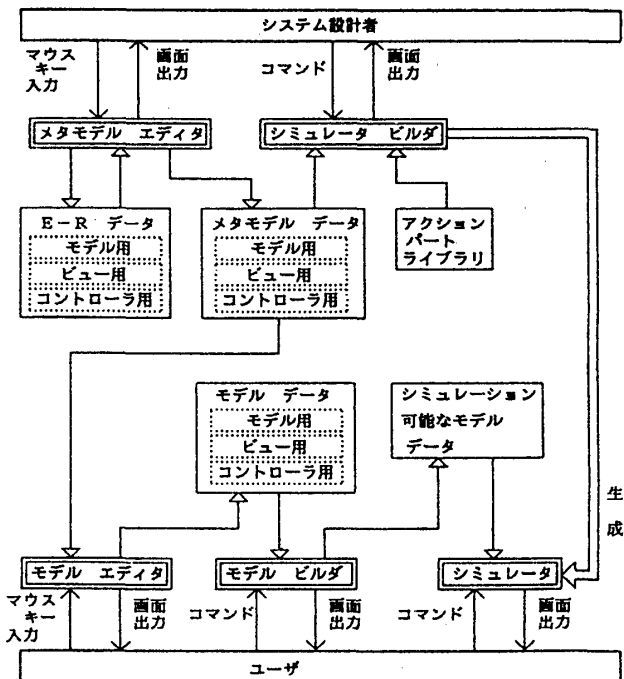 システム設計者
マウス
キー
入力
画面
出力
コマンド
画面
出力
メタモデル エディタ
シミュレータ ビルダ
E-R データ
モデル用
ビュー用
コントローラ用
メタモデル データ
モデル用
ビュー用
コントローラ用
アクション
パート
ライブラリ
モデル データ
モデル用
ビュー用
コントローラ用
シミュレーション
可能なモデル
データ
生
成
モデル エディタ
モデル ビルダ
シミュレータ
マウス
キー
入力
画面
出力
コマンド
画面
出力
コマンド
画面
出力
ユーザ